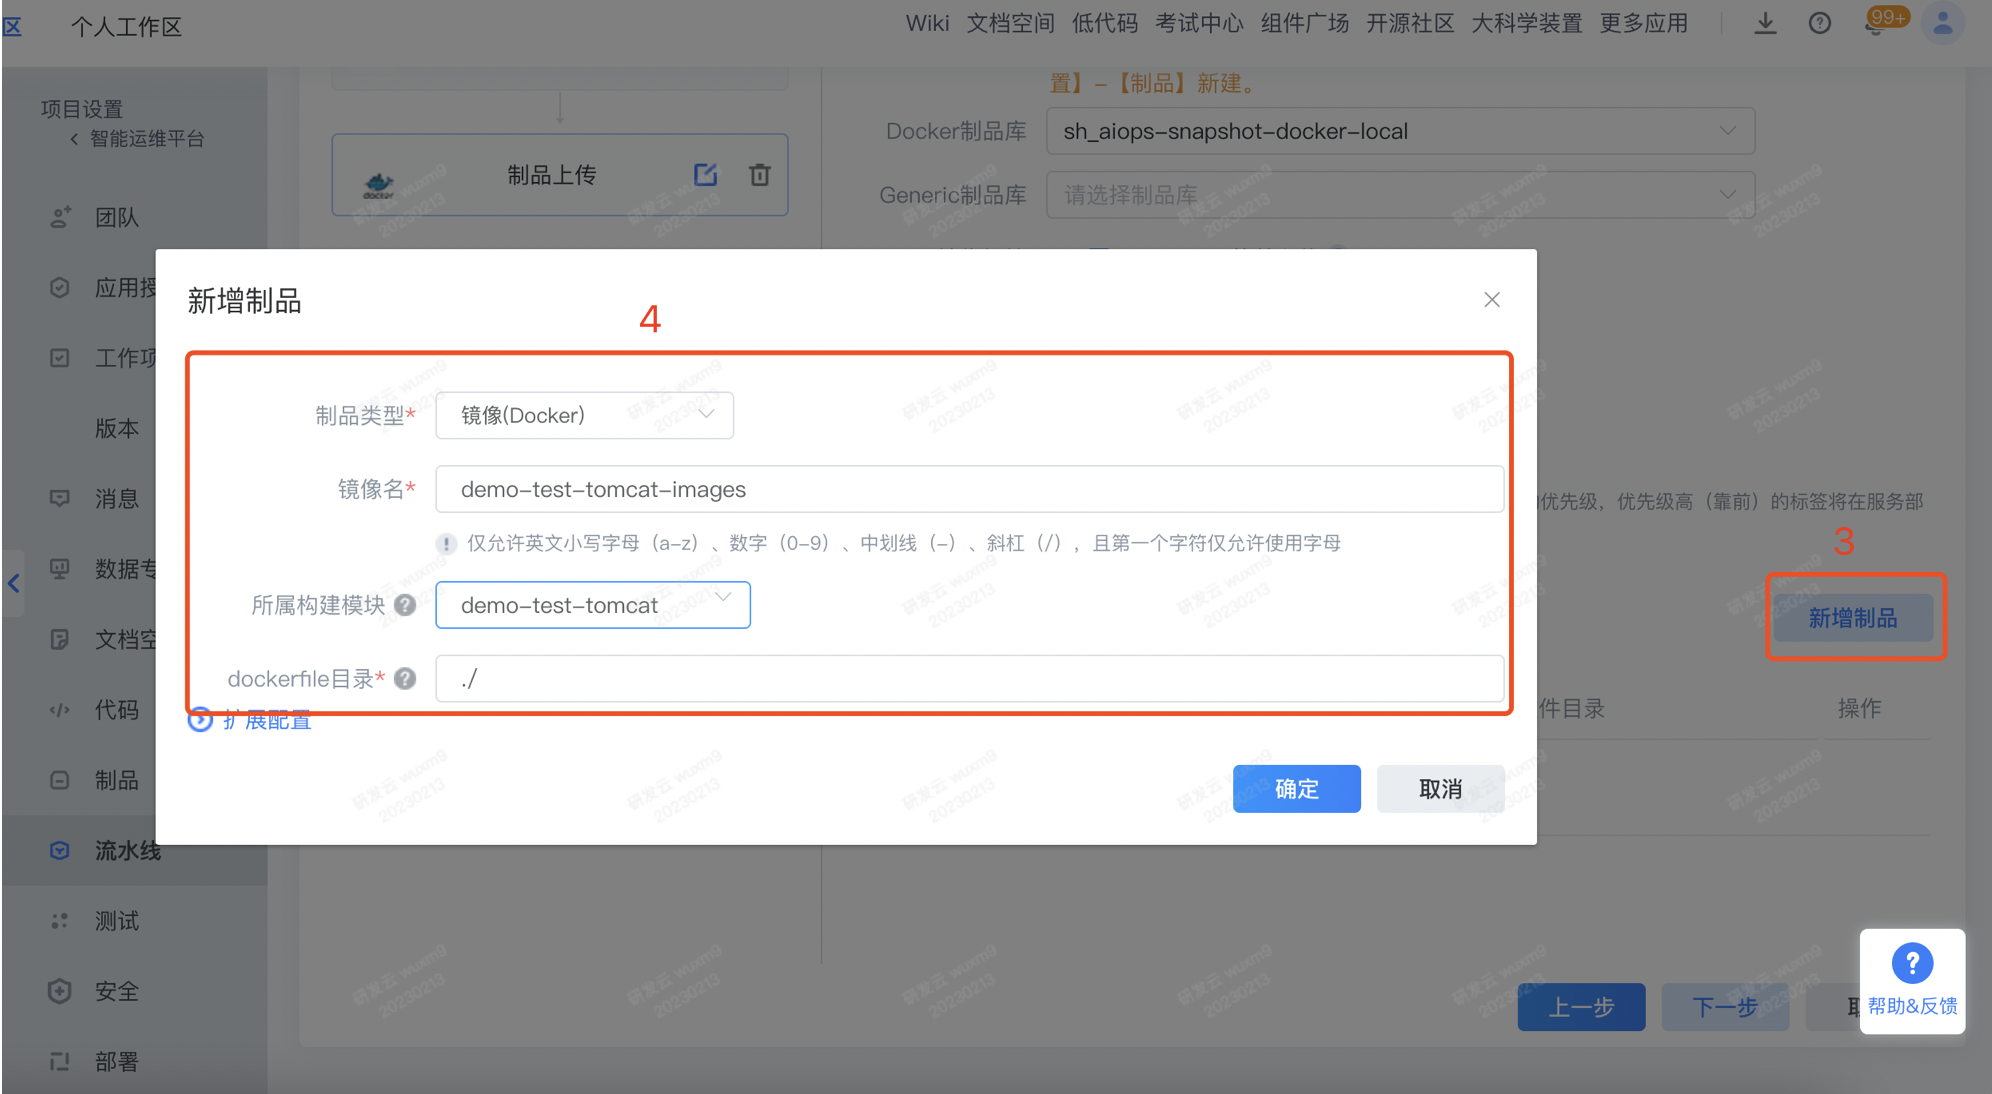 区
个人工作区
Wiki 文档空间 低代码 考试中心 组件广场 开源社区 大科学装置 更多应用
99+
项目设置
智能运维平台
团队
应用授
工作项
版本
消息
数据专
文档空
代码
制品
流水线
测试
安全
部署
置】-【制品】新建。
Docker制品库 sh_aiops-snapshot-docker-local
Generic制品库 请选择制品库
制品上传
docker
新增制品
4
制品类型* 镜像(Docker)
镜像名* demo-test-tomcat-images
仅允许英文小写字母（a-z）、数字（0-9）、中划线（-）、斜杠（/），且第一个字符仅允许使用字母
所属构建模块 demo-test-tomcat
dockerfile目录* ./
扩展配置
确定
取消
优先级，优先级高（靠前）的标签将在服务部
3
新增制品
件目录
操作
上一步
下一步
帮助&反馈
研发云 wuxm9
20230213